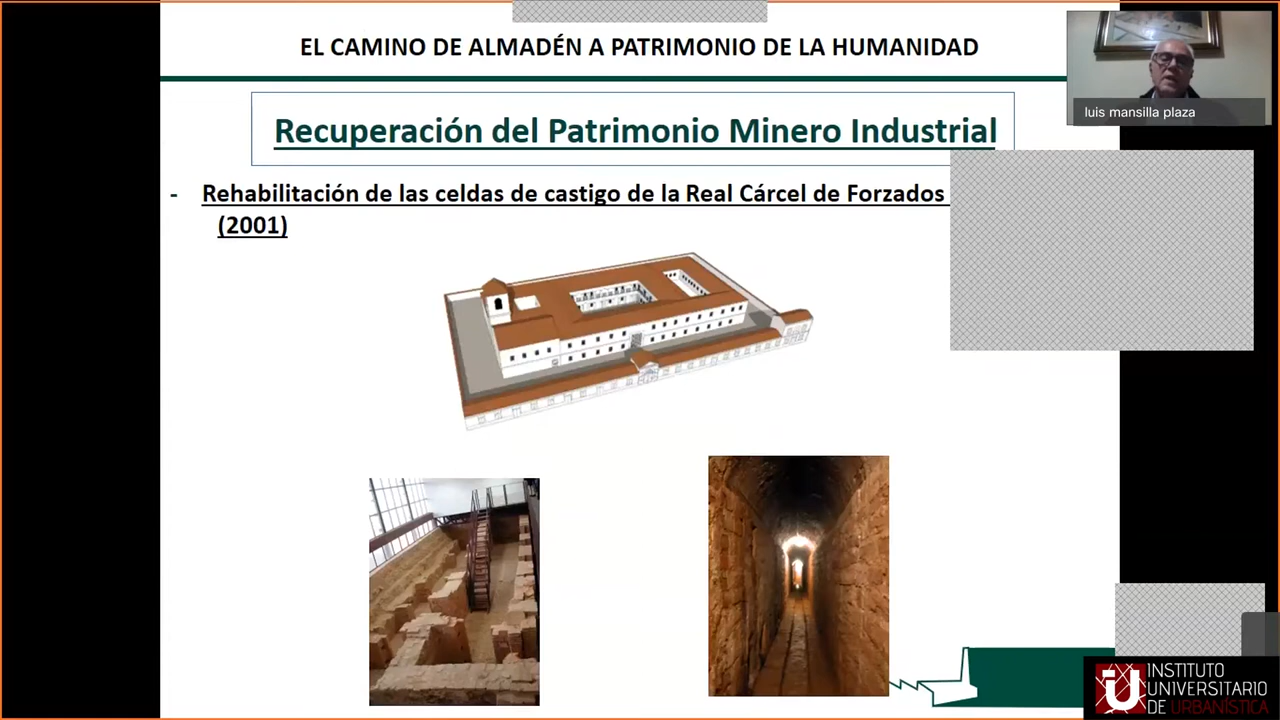 EL CAMINO DE ALMADÉN A PATRIMONIO DE LA HUMANIDAD
luis mansilla plaza
Recuperación del Patrimonio Minero Industrial
- Rehabilitación de las celdas de castigo de la Real Cárcel de Forzados
(2001)
INSTITUTO
UNIVERSITARIO
DE URBANÍSTICA